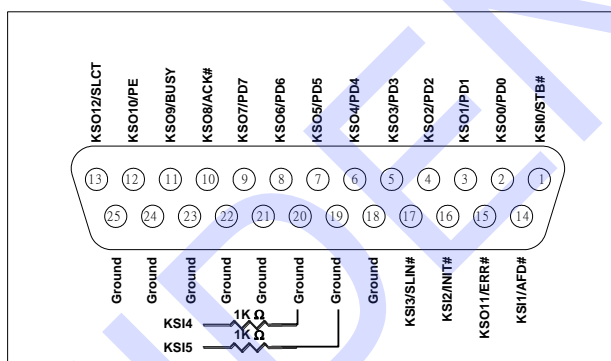 KSO12/SLCT
KSO10/PE
KSO9/BUSY
KSO8/ACK#
KSO7/PD7
KSO6/PD6
KSO5/PD5
KSO4/PD4
KSO3/PD3
KSO2/PD2
KSO1/PD1
KSO0/PD0
KSI0/STB#
13 12 11 10 9 8 7 6 5 4 3 2 1
25 24 23 22 21 20 19 18 17 16 15 14
Ground
Ground
Ground
Ground
Ground
Ground
Ground
Ground
KSI3/SLIN#
KSI2/INIT#
KSO11/ERR#
KSI1/AFD#
1K Ω
KSI4
1K Ω
KSI5